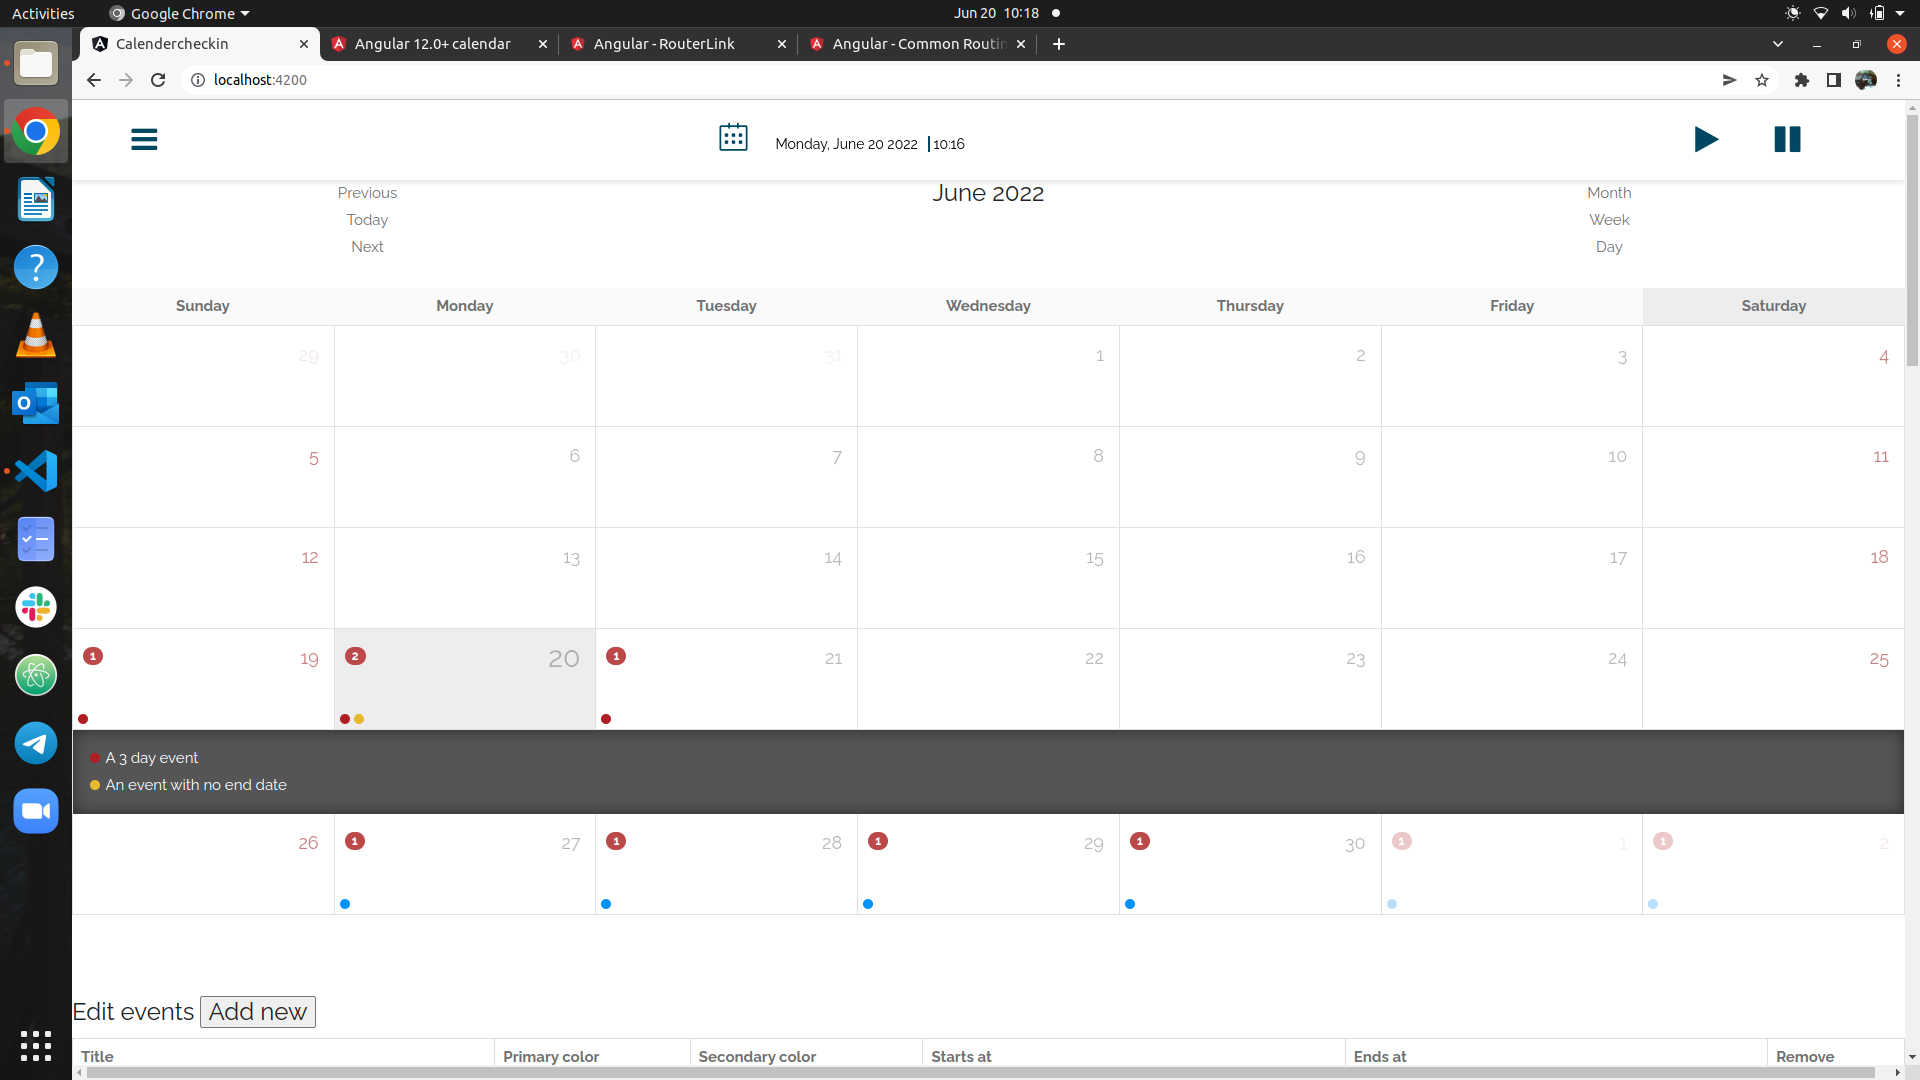 Activities Google Chrome Jun 20 10:18
Calendercheckin Angular 12.0+ calendar Angular - RouterLink Angular - Common Routin
localhost:4200
Monday, June 20 2022 10:16
Previous June 2022 Month
Today Week
Next Day
Sunday Monday Tuesday Wednesday Thursday Friday Saturday
29 30 31 1 2 3 4
5 6 7 8 9 10 11
12 13 14 15 16 17 18
1 19 2 20 1 21 22 23 24 25
A 3 day event
An event with no end date
26 1 27 1 28 1 29 1 30 1 1 1 2
Edit events Add new
Title Primary color Secondary color Starts at Ends at Remove